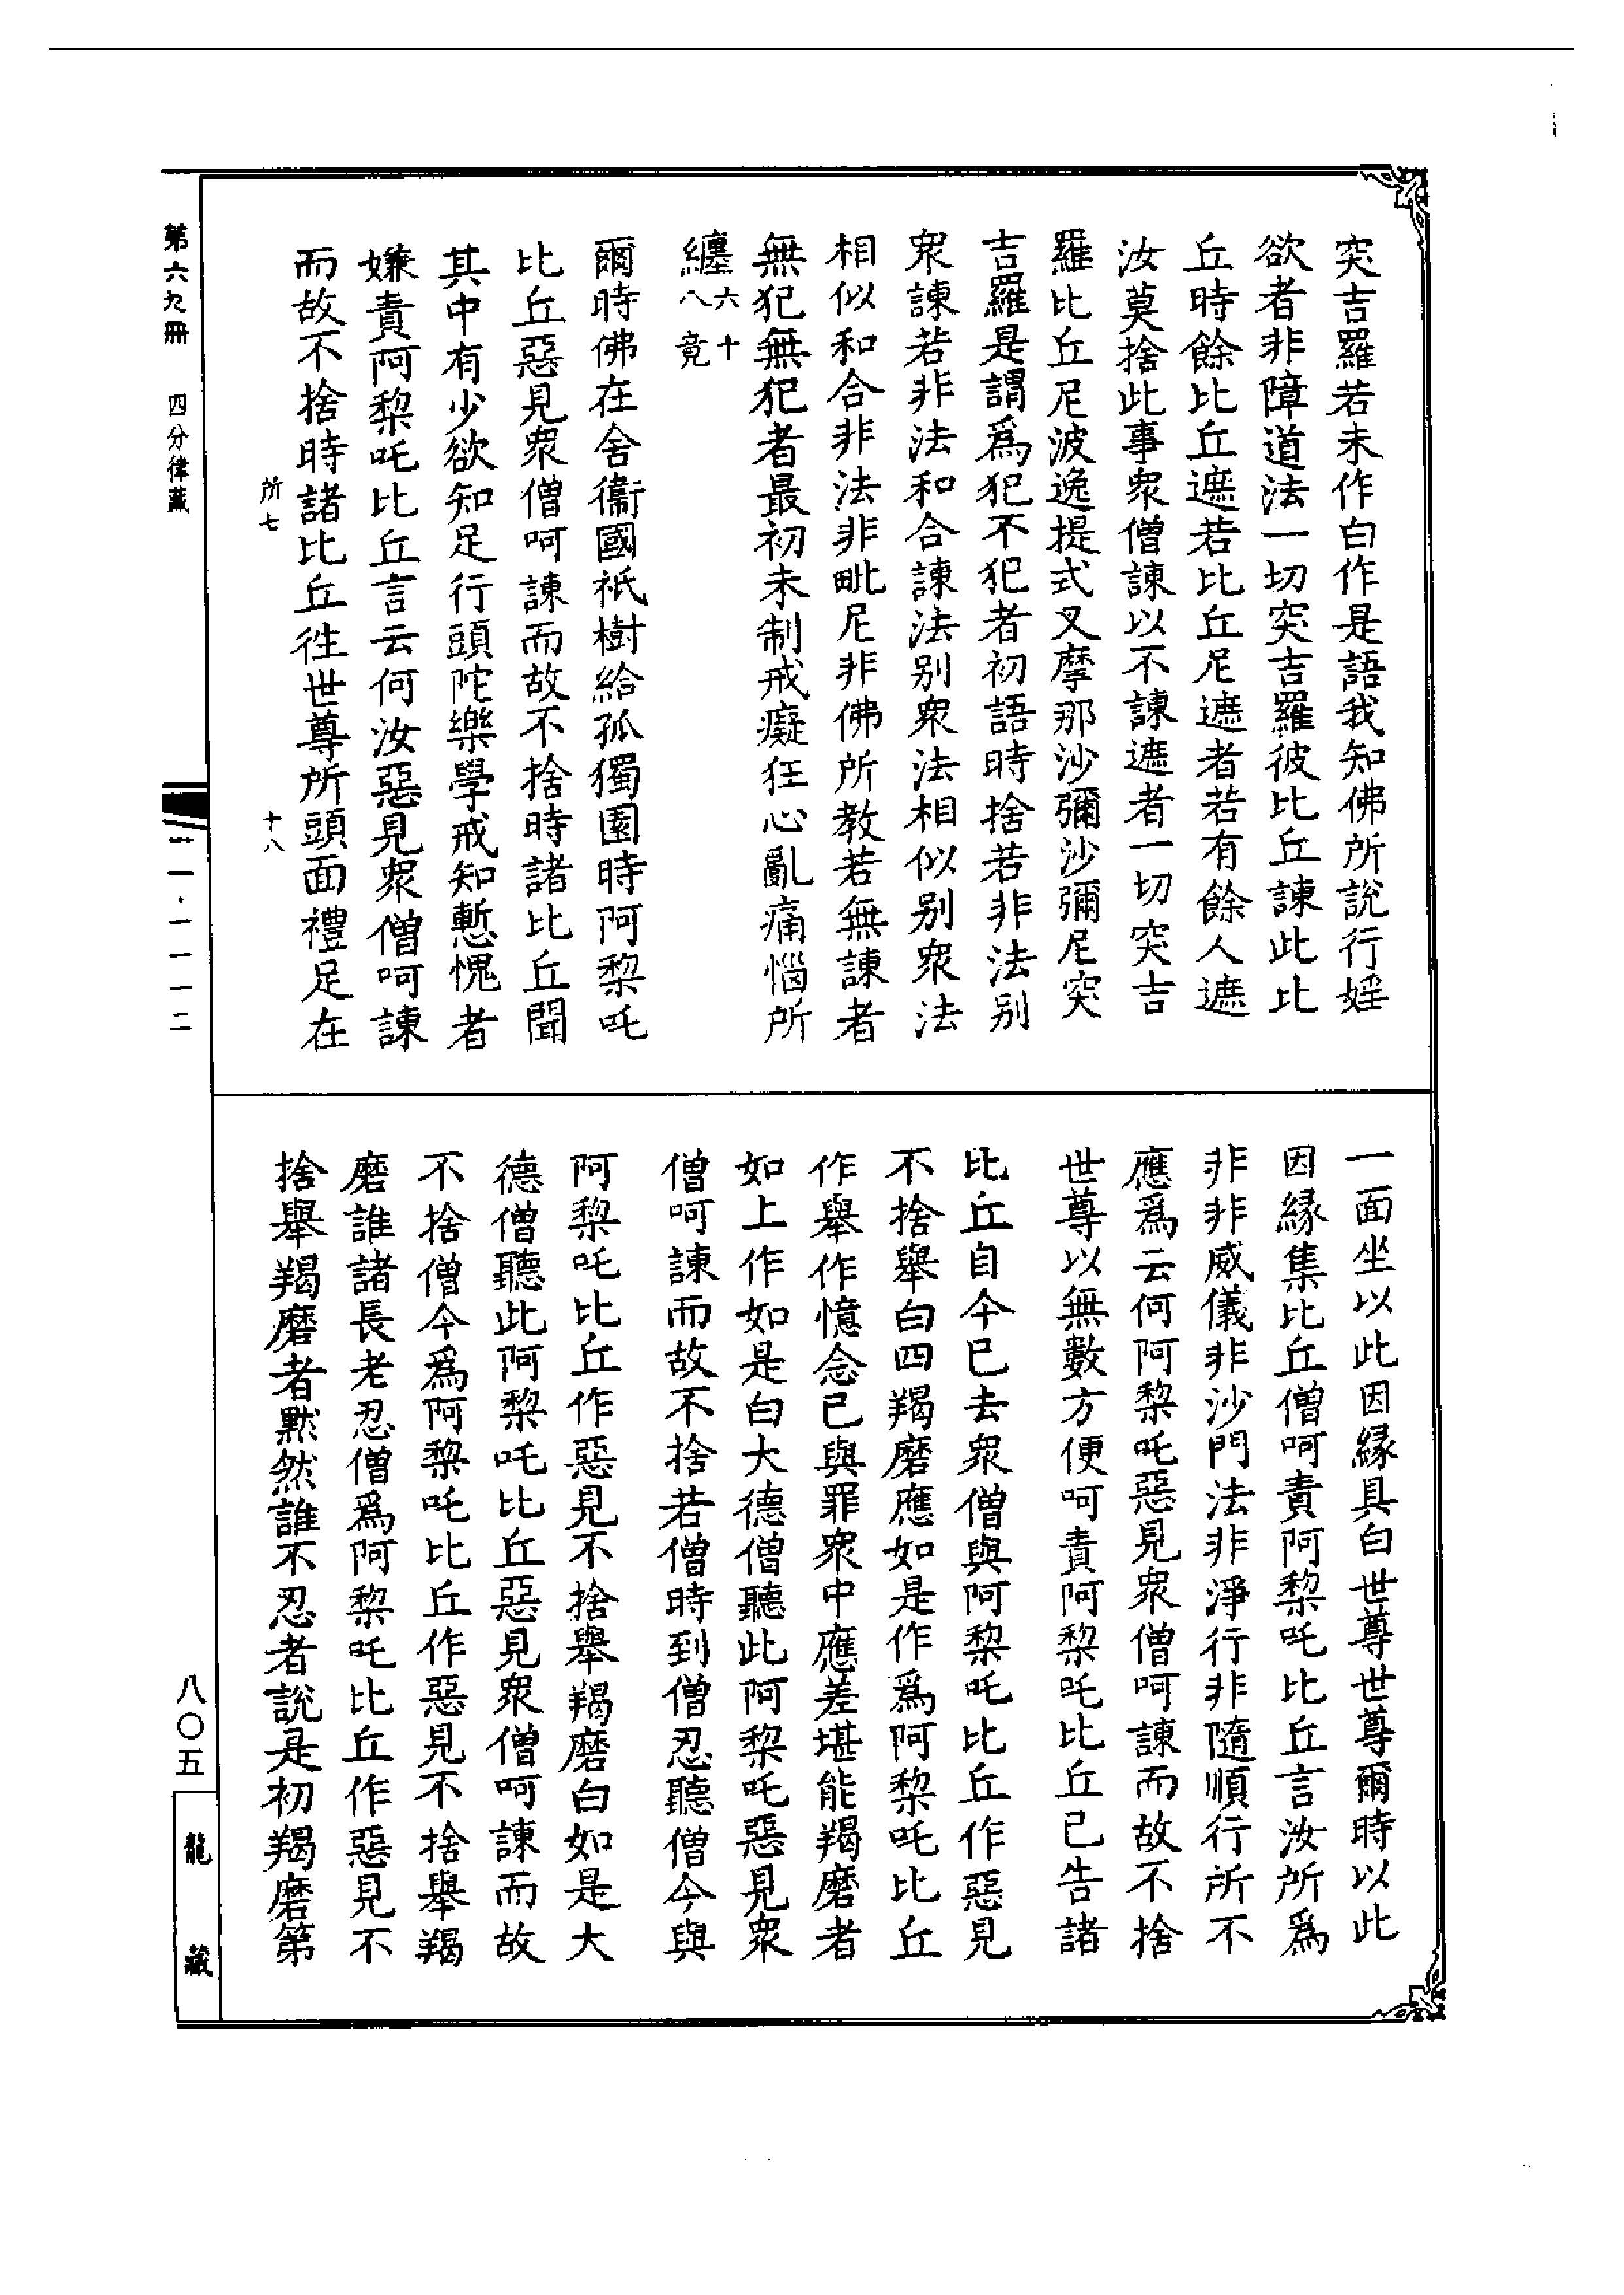 突吉羅若未作白作是語我知佛所說行婬
欲者非障道法一切突吉羅彼比丘諫此比
丘時餘比丘遮若比丘尼遮者若有餘人遮
汝莫捨此事衆僧諫以不諫遮者一切突吉
羅比丘尼波逸提式叉摩那沙彌沙彌尼突
吉羅是謂爲犯不犯者初語時捨若非法別
衆諫若非法和合諫法別衆法相似別衆法
相似和合非法非毗尼非佛所教若無諫者
無犯無犯者最初未制戒癡狂心亂痛惱所
纏六十八竟
爾時佛在舍衞國祇樹給孤獨園時阿棃吒
比丘惡見衆僧呵諫而故不捨時諸比丘聞
其中有少欲知足行頭陀樂學戒知慙愧者
嫌責阿棃吒比丘言云何汝惡見衆僧呵諫
而故不捨時諸比丘徃世尊所頭面禮足在
所七 十八
一面坐以此因緣具白世尊世尊爾時以此
因緣集比丘僧呵責阿棃吒比丘言汝所爲
非非威儀非沙門法非淨行非隨順行所不
應爲云何阿棃吒惡見衆僧呵諫而故不捨
世尊以無數方便呵責阿棃吒比丘已告諸
比丘自今已去衆僧與阿棃吒比丘作惡見
不捨舉白四羯磨應如是作爲阿棃吒比丘
作舉作憶念已與罪衆中應差堪能羯磨者
如上作如是白大德僧聽此阿棃吒惡見衆
僧呵諫而故不捨若僧時到僧忍聽僧今與
阿棃吒比丘作惡見不捨舉羯磨白如是大
德僧聽此阿棃吒比丘惡見衆僧呵諫而故
不捨僧今爲阿棃吒比丘作惡見不捨舉羯
磨誰諸長老忍僧爲阿棃吒比丘作惡見不
捨舉羯磨者默然誰不忍者說是初羯磨第
第六九册 四分律藏
一一·一一一二
八〇五
龍藏